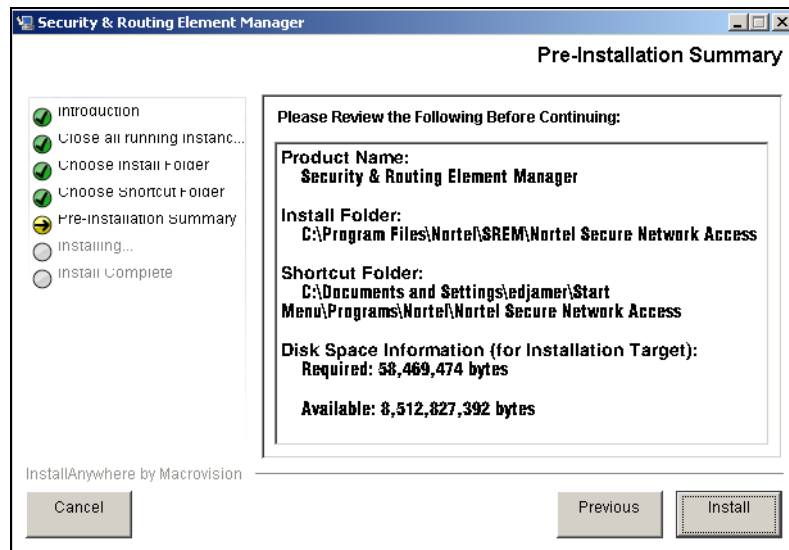 Security & Routing Element Manager
Pre-Installation Summary
Introduction
Close all running instanc...
Choose Install Folder
Choose Shortcut Folder
Pre-Installation Summary
Installing...
Install Complete
Please Review the Following Before Continuing:
Product Name:
Security & Routing Element Manager
Install Folder:
C:\Program Files\Nortel\SREM\Nortel Secure Network Access
Shortcut Folder:
C:\Documents and Settings\edjamer\Start
Menu\Programs\Nortel\Nortel Secure Network Access
Disk Space Information (for Installation Target):
Required: 58,469,474 bytes
Available: 8,512,827,392 bytes
InstallAnywhere by Macrovision
Cancel
Previous
Install